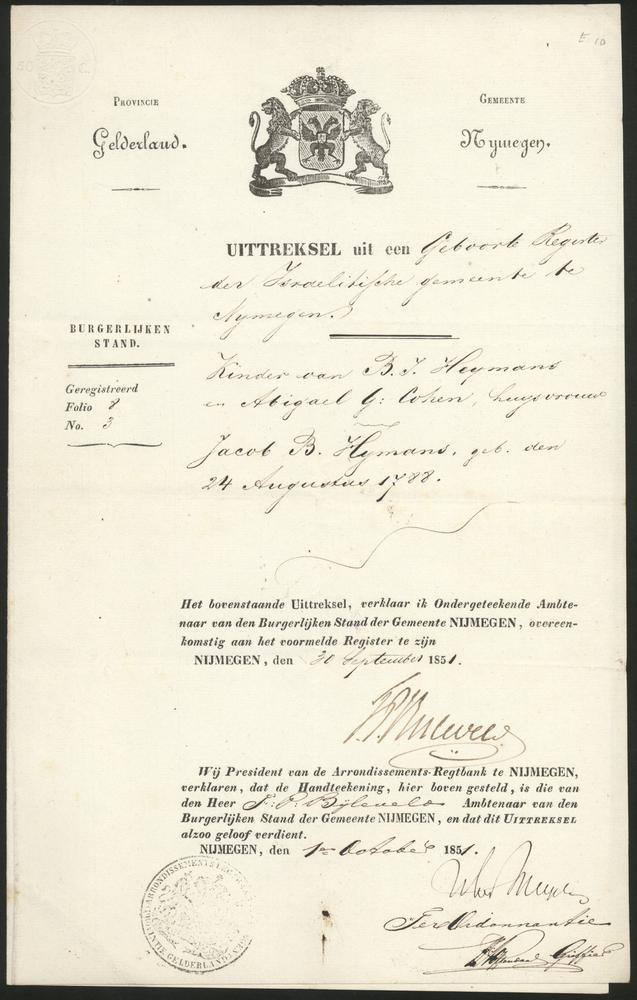 E 10
50 C.
PROVINCIE
Gelderland.
GEMEENTE
Nymegen.
UITTREKSEL uit een Geboorte Register
der Israelitische gemeente te
Nymegen.
BURGERLIJKEN
STAND.
Geregistreerd
Folio 8
No. 3
Kinder van B. J. Heymans
en Abigael G: Cohen, huysvrouw
Jacob B. Hymans, geb. den
24 Augustus 1788.
Het bovenstaande Uittreksel, verklaar ik Ondergeteekende Ambte-
naar van den Burgerlijken Stand der Gemeente NIJMEGEN, overeen-
komstig aan het voormelde Register te zijn
NIJMEGEN, den 30 September 1851.
Wij President van de Arrondissements-Regtbank te NIJMEGEN,
verklaren, dat de Handteekening, hier boven gesteld, is die van
den Heer F: P. Bijleveld Ambtenaar van den
Burgerlijken Stand der Gemeente NIJMEGEN, en dat dit UITTREKSEL
alzoo geloof verdient.
NIJMEGEN, den 1en October 1851.
Ter Ordonnantie
Griffier